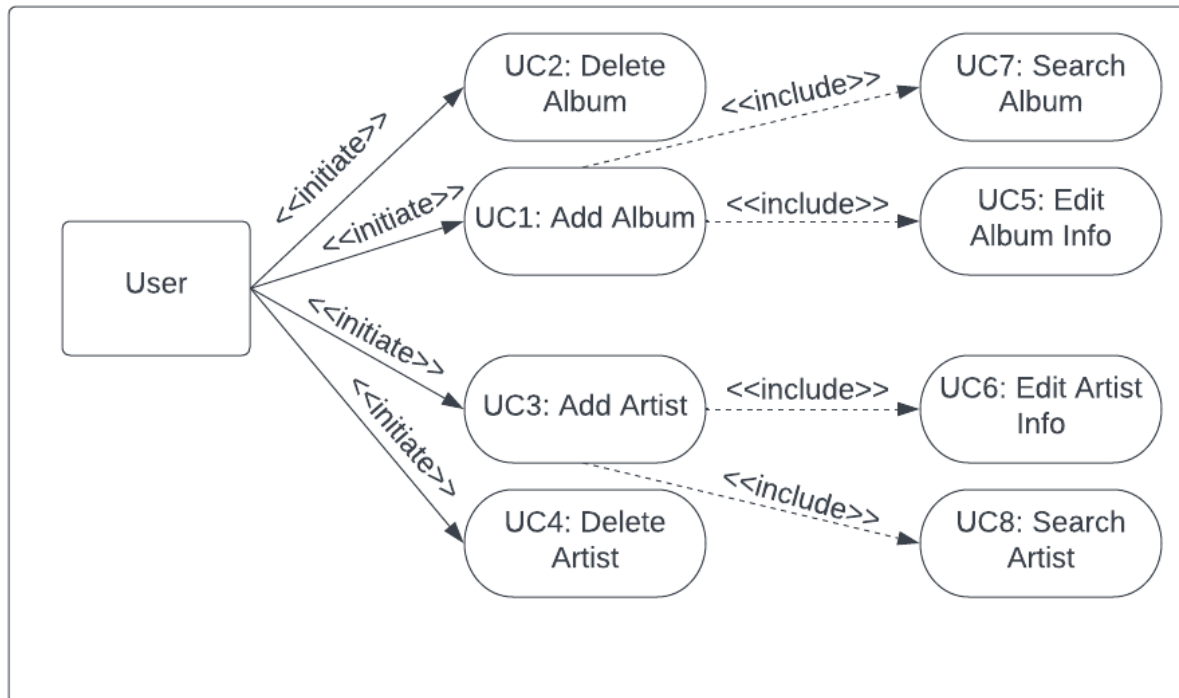 UC2: Delete
Album
<<include>>
UC7: Search
Album
<<initiate>>
<<initiate>>
UC1: Add Album
<<include>>
UC5: Edit
Album Info
User
<<initiate>>
UC3: Add Artist
<<include>>
UC6: Edit Artist
Info
<<initiate>>
UC4: Delete
Artist
<<include>>
UC8: Search
Artist